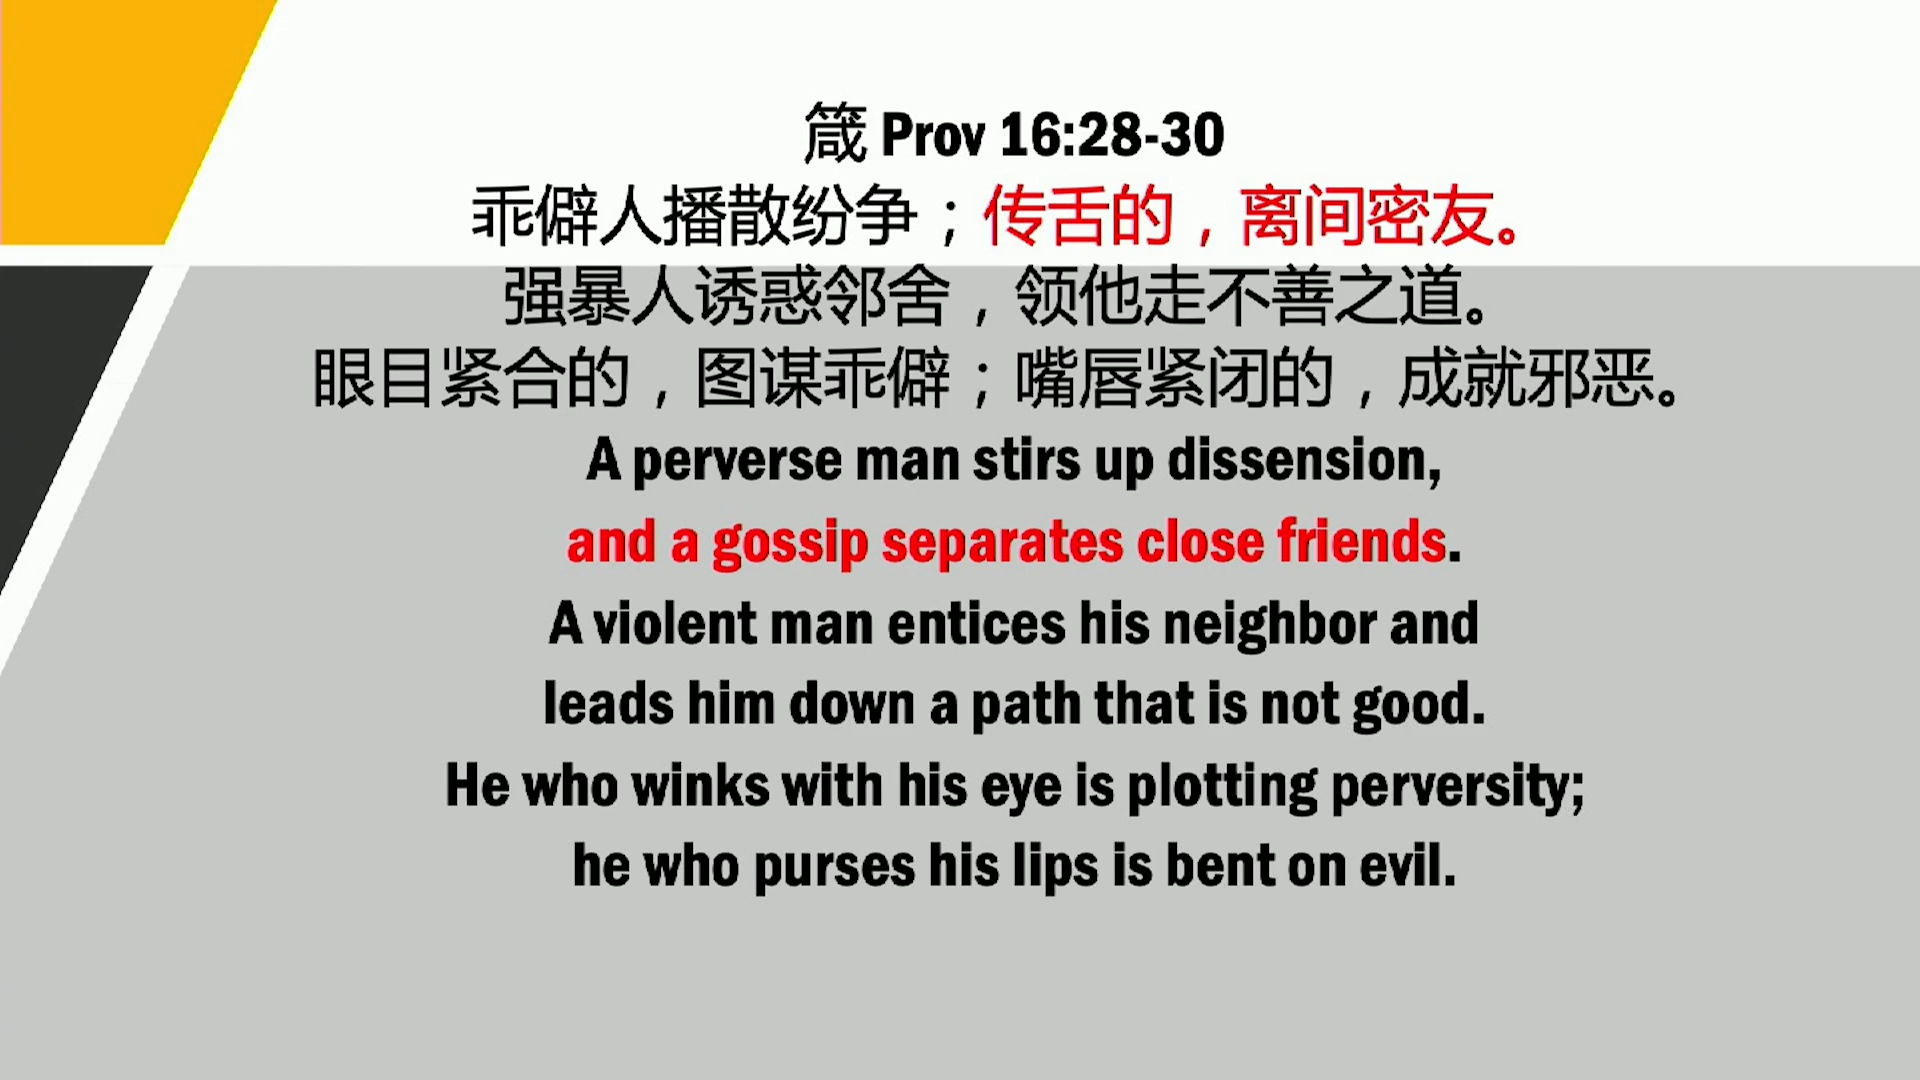 箴 Prov 16:28-30
乖僻人播散纷争；传舌的，离间密友。
强暴人诱惑邻舍，领他走不善之道。
眼目紧合的，图谋乖僻；嘴唇紧闭的，成就邪恶。
A perverse man stirs up dissension,
and a gossip separates close friends.
A violent man entices his neighbor and
leads him down a path that is not good.
He who winks with his eye is plotting perversity;
he who purses his lips is bent on evil.